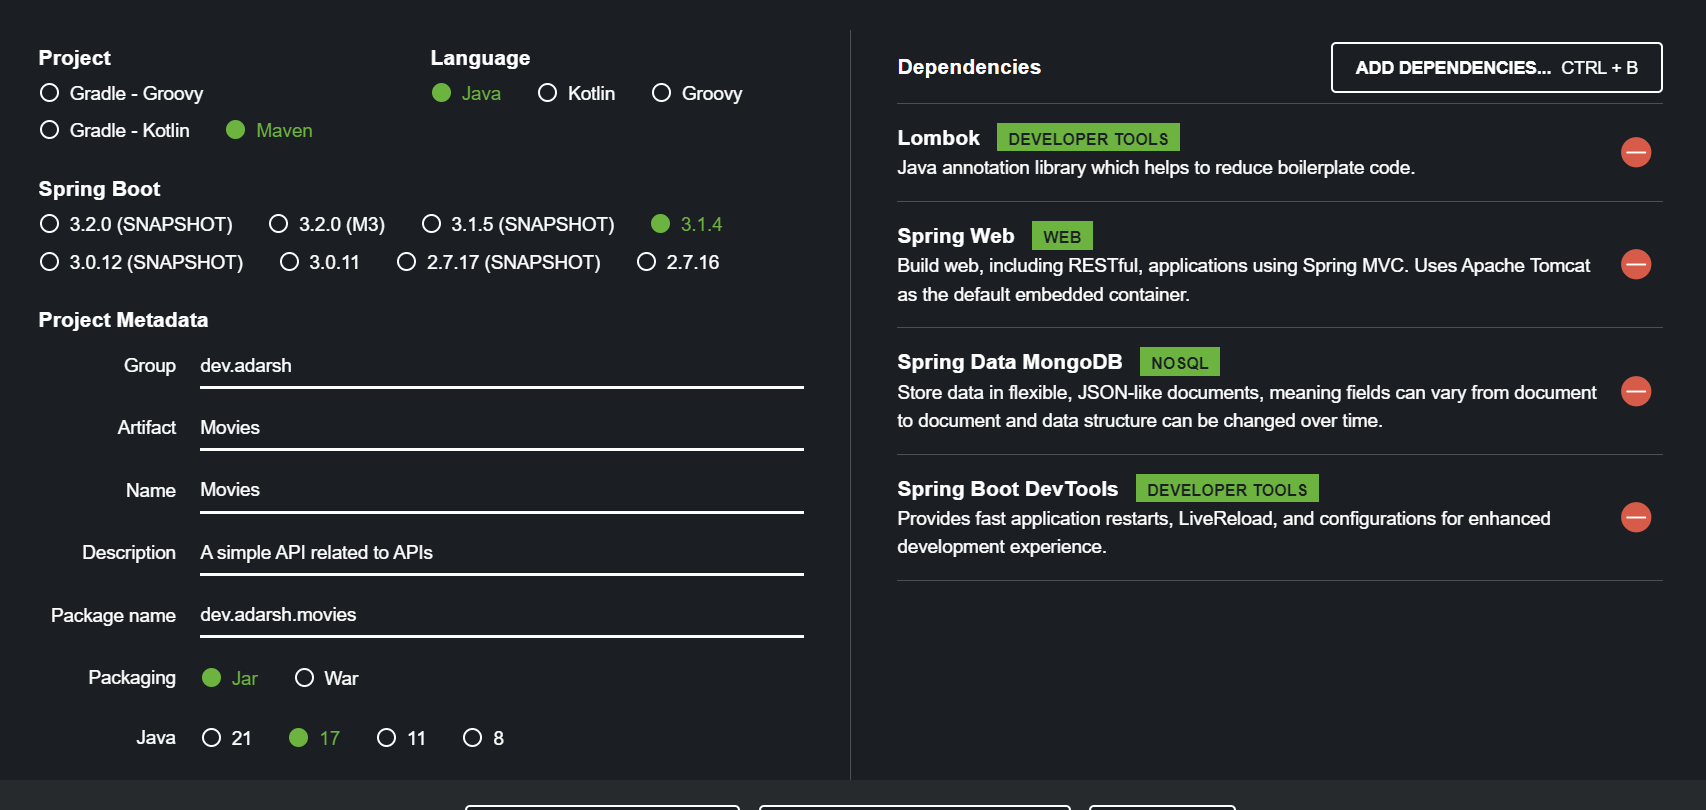 Project
Gradle - Groovy
Gradle - Kotlin Maven
Language
Java Kotlin Groovy
Spring Boot
3.2.0 (SNAPSHOT) 3.2.0 (M3) 3.1.5 (SNAPSHOT) 3.1.4
3.0.12 (SNAPSHOT) 3.0.11 2.7.17 (SNAPSHOT) 2.7.16
Project Metadata
Group dev.adarsh
Artifact Movies
Name Movies
Description A simple API related to APIs
Package name dev.adarsh.movies
Packaging Jar War
Java 21 17 11 8
Dependencies ADD DEPENDENCIES... CTRL + B
Lombok DEVELOPER TOOLS
Java annotation library which helps to reduce boilerplate code.
Spring Web WEB
Build web, including RESTful, applications using Spring MVC. Uses Apache Tomcat
as the default embedded container.
Spring Data MongoDB NOSQL
Store data in flexible, JSON-like documents, meaning fields can vary from document
to document and data structure can be changed over time.
Spring Boot DevTools DEVELOPER TOOLS
Provides fast application restarts, LiveReload, and configurations for enhanced
development experience.